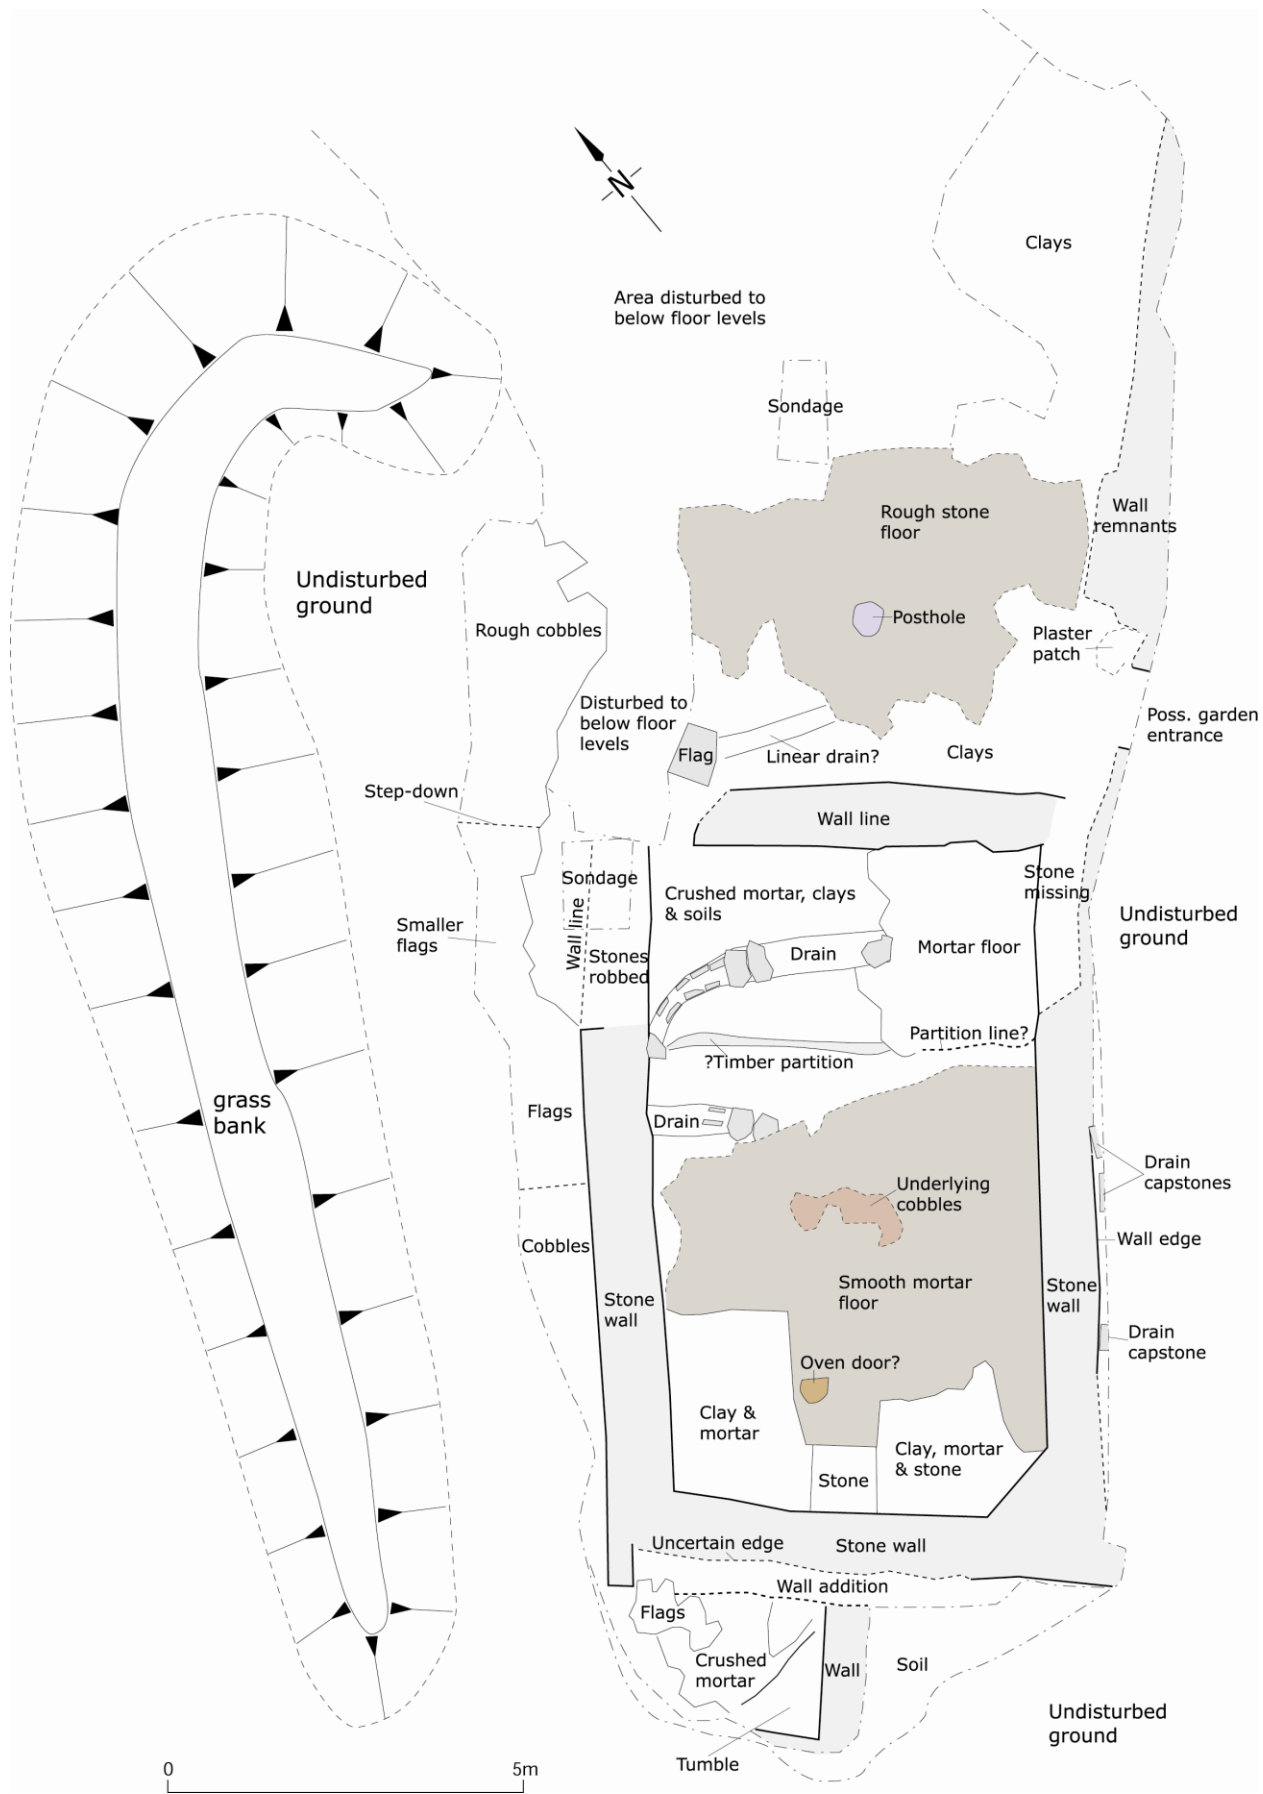 N
Clays
Area disturbed to
below floor levels
Sondage
Rough stone
floor
Wall
remnants
Undisturbed
ground
Posthole
Rough cobbles
Plaster
patch
Disturbed to
below floor
levels
Poss. garden
entrance
Flag
Linear drain?
Clays
Step-down
Wall line
Sondage
Stone
missing
Crushed mortar, clays
& soils
Undisturbed
ground
Smaller
flags
Wall line
Stones
robbed
Drain
Mortar floor
Partition line?
?Timber partition
grass
bank
Flags
Drain
Drain
capstones
Underlying
cobbles
Wall edge
Cobbles
Smooth mortar
floor
Stone
wall
Stone
wall
Drain
capstone
Oven door?
Clay &
mortar
Clay, mortar
& stone
Stone
Uncertain edge
Stone wall
Wall addition
Flags
Crushed
mortar
Wall
Soil
Undisturbed
ground
Tumble
0
5m